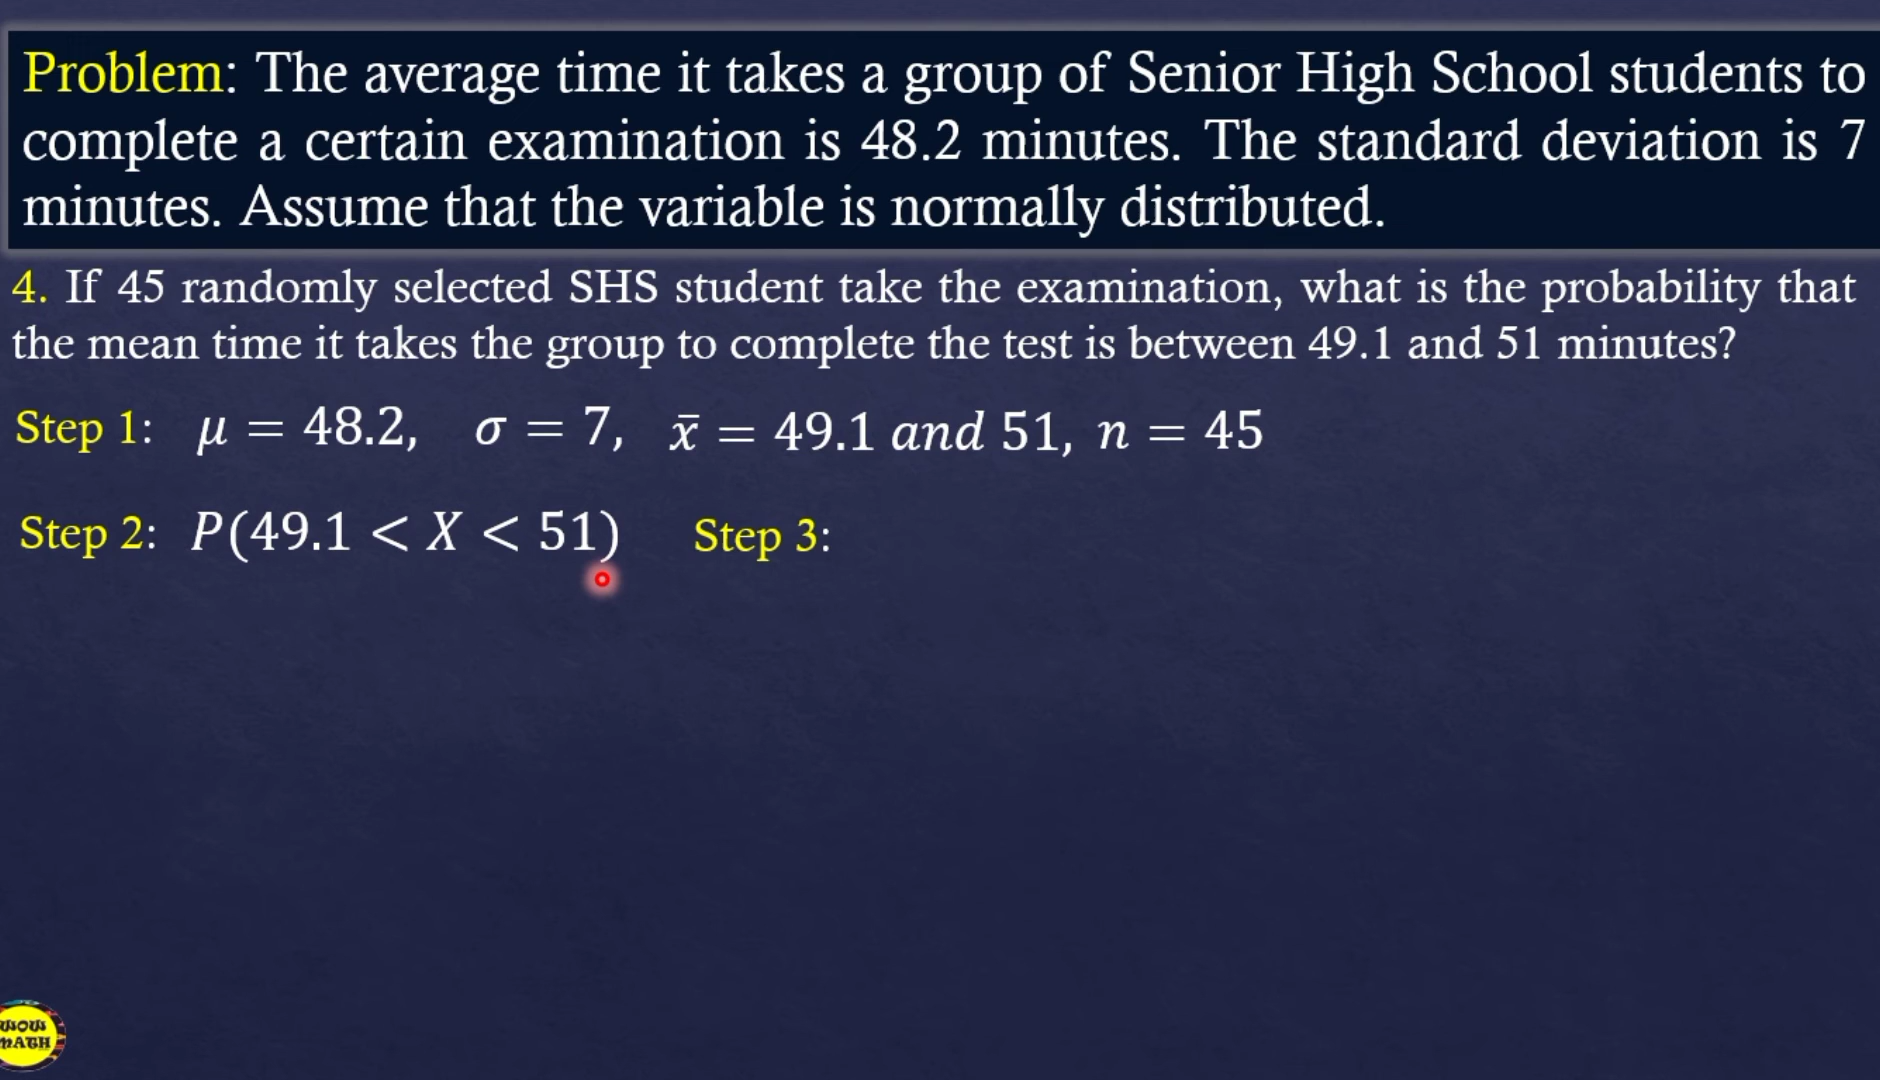 Problem: The average time it takes a group of Senior High School students to
complete a certain examination is 48.2 minutes. The standard deviation is 7
minutes. Assume that the variable is normally distributed.
4. If 45 randomly selected SHS student take the examination, what is the probability that
the mean time it takes the group to complete the test is between 49.1 and 51 minutes?
Step 1: μ = 48.2, σ = 7, x̄ = 49.1 and 51, n = 45
Step 2: P(49.1 < X < 51) Step 3:
WOW
MATH